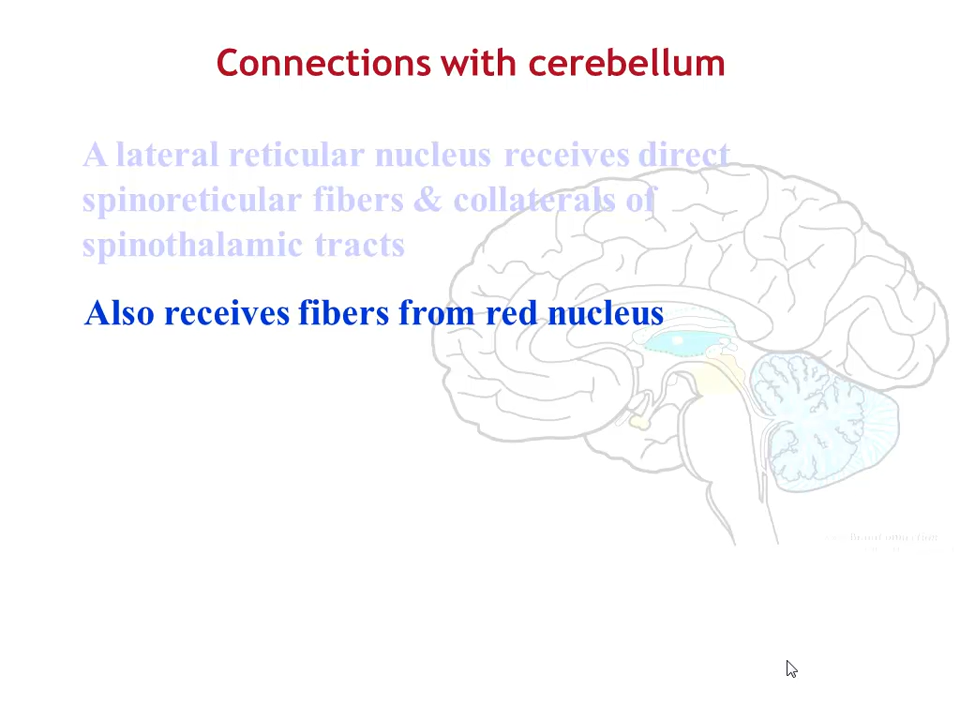 Connections with cerebellum
A lateral reticular nucleus receives direct
spinoreticular fibers & collaterals of
spinothalamic tracts
Also receives fibers from red nucleus